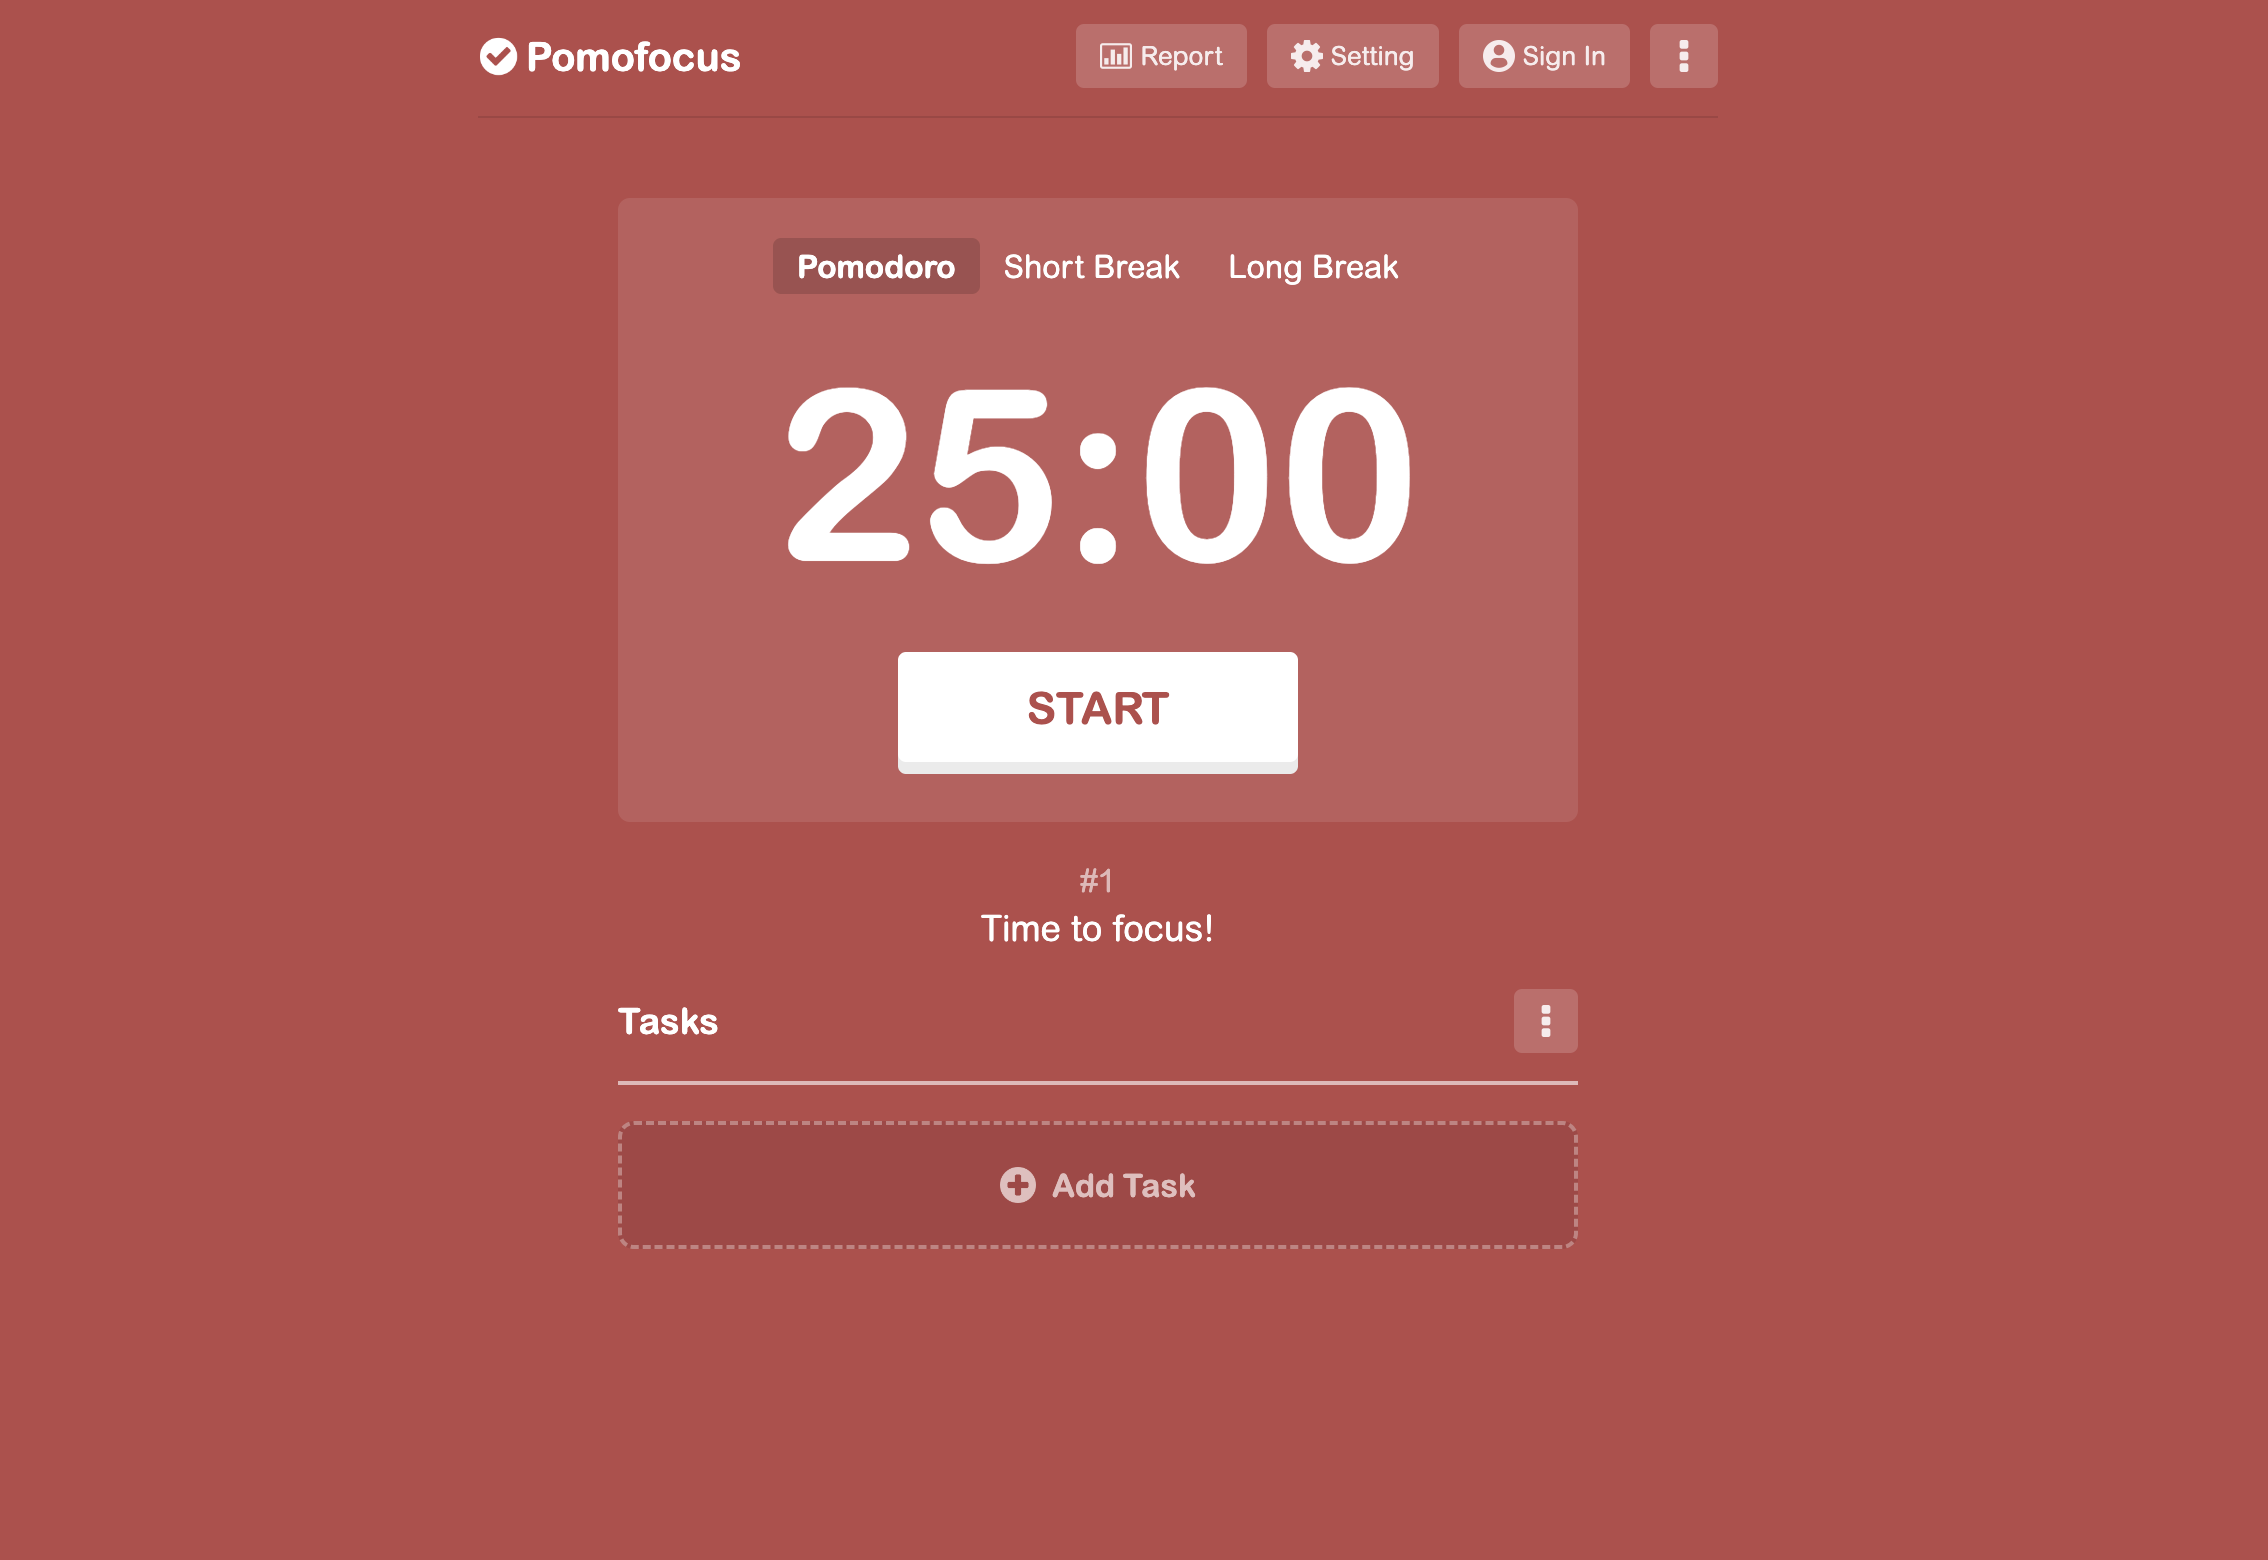 Pomofocus
Report
Setting
Sign In
Pomodoro
Short Break
Long Break
25:00
START
#1
Time to focus!
Tasks
Add Task